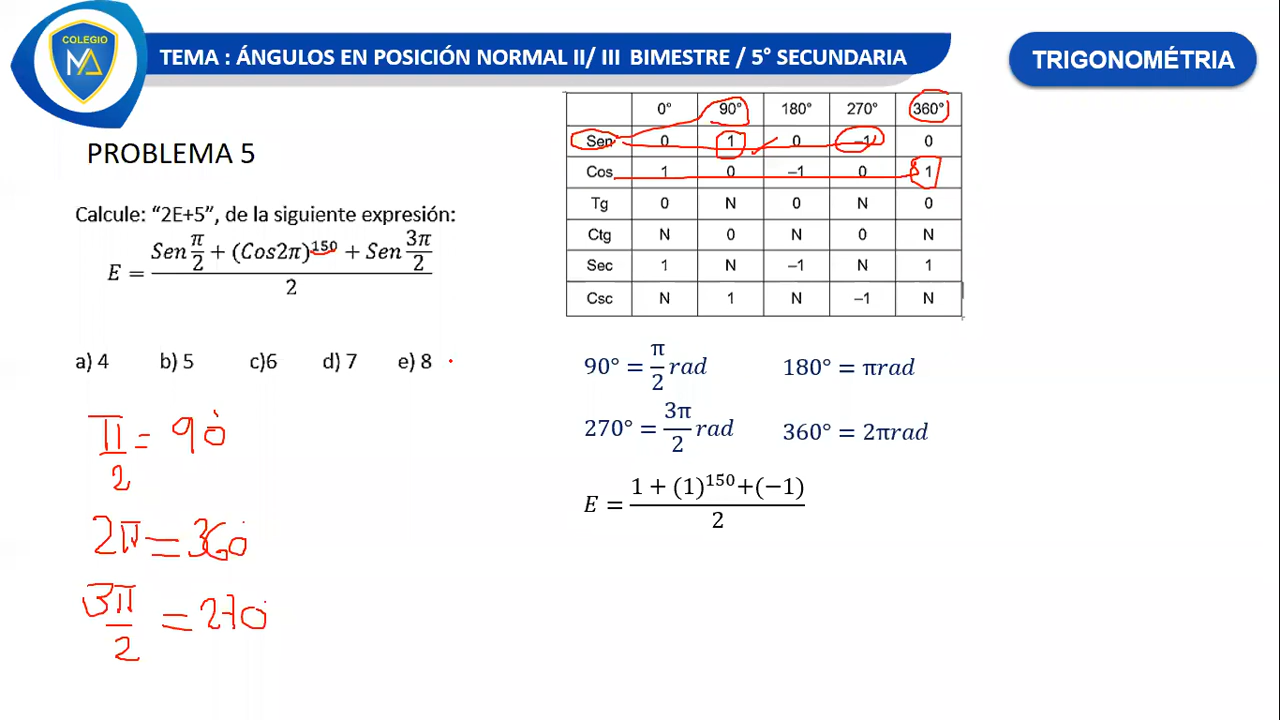 COLEGIO
MA
TEMA : ÁNGULOS EN POSICIÓN NORMAL II/ III BIMESTRE / 5° SECUNDARIA
TRIGONOMÉTRIA
PROBLEMA 5
Calcule: “2E+5”, de la siguiente expresión:
E = (Sen π/2 + (Cos2π)^150 + Sen 3π/2) / 2
a) 4 b) 5 c)6 d) 7 e) 8
π/2 = 90°
2π = 360°
3π/2 = 270°
0° 90° 180° 270° 360°
Sen 0 1 0 –1 0
Cos 1 0 –1 0 1
Tg 0 N 0 N 0
Ctg N 0 N 0 N
Sec 1 N –1 N 1
Csc N 1 N –1 N
90° = π/2 rad 180° = πrad
270° = 3π/2 rad 360° = 2πrad
E = (1 + (1)^150+(−1)) / 2